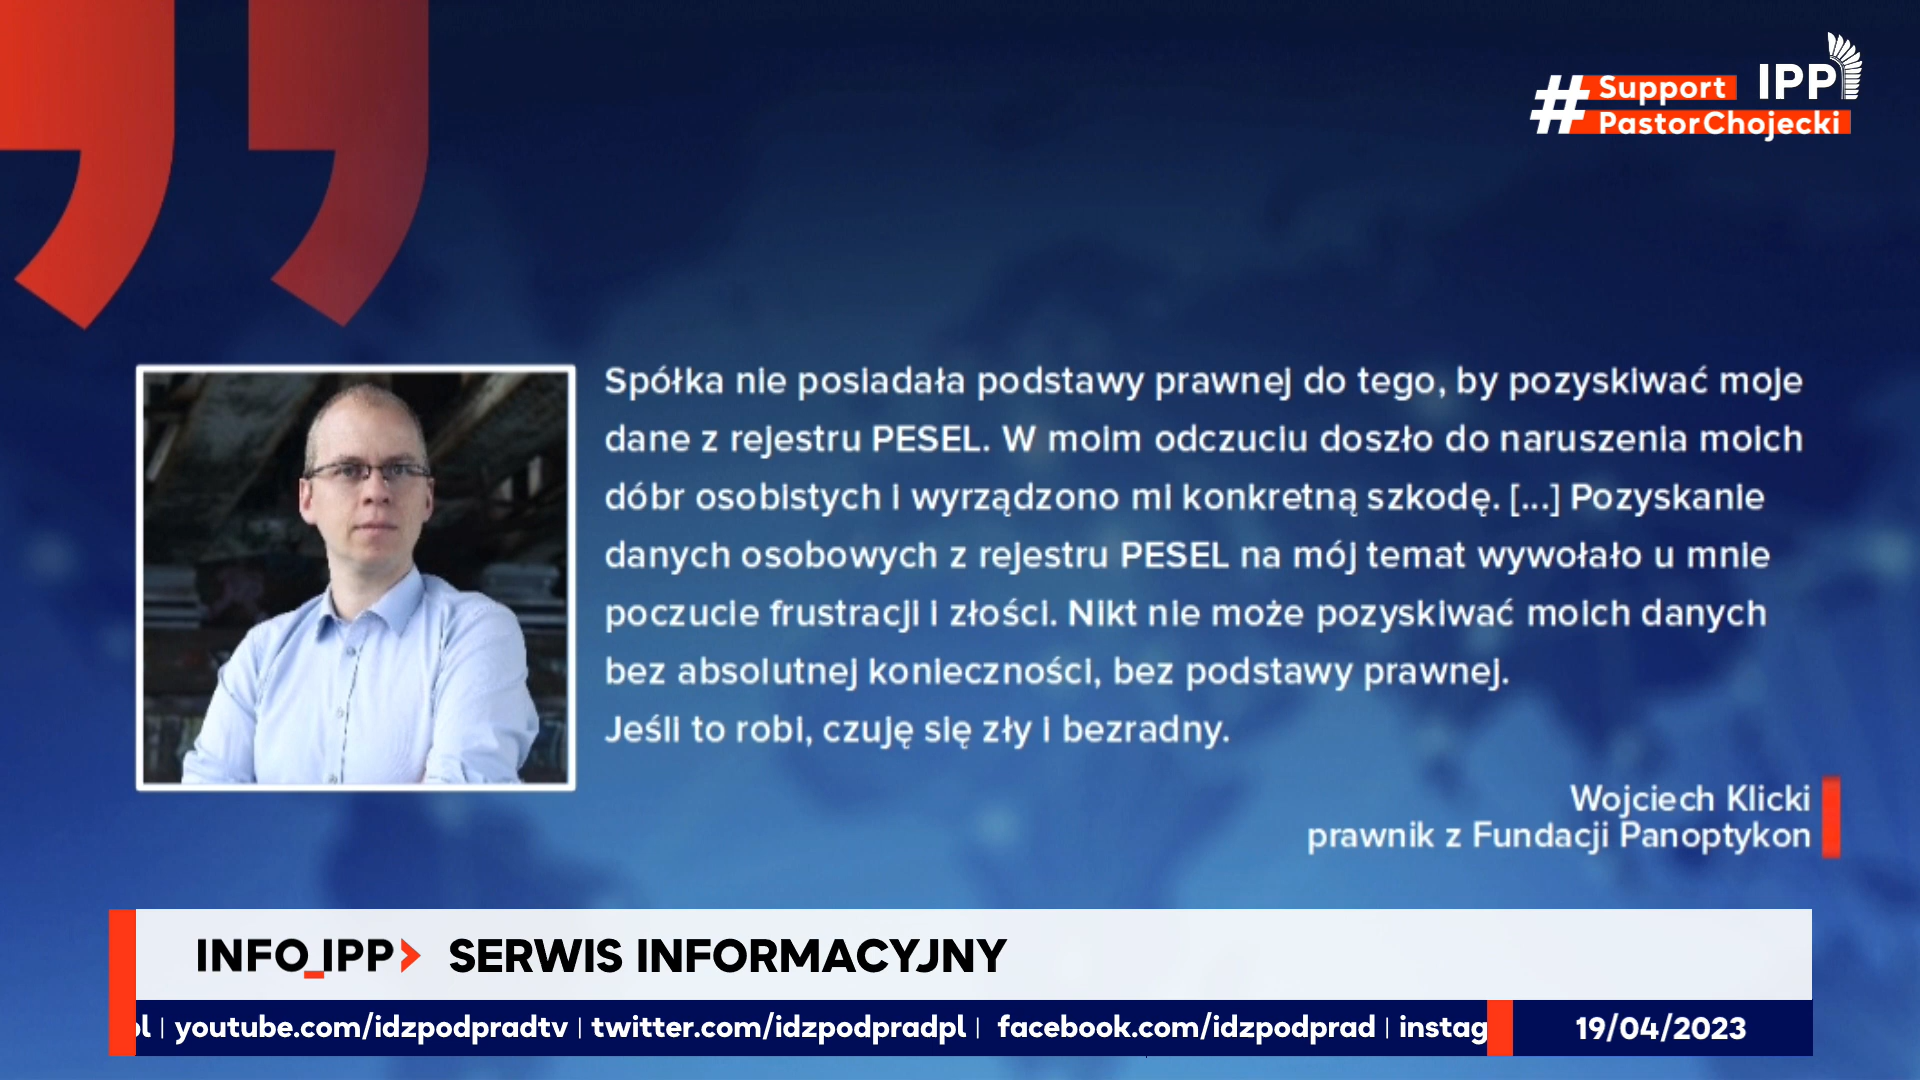 #Support IPP
PastorChojecki
Spółka nie posiadała podstawy prawnej do tego, by pozyskiwać moje
dane z rejestru PESEL. W moim odczuciu doszło do naruszenia moich
dóbr osobistych i wyrządzono mi konkretną szkodę. [...] Pozyskanie
danych osobowych z rejestru PESEL na mój temat wywołało u mnie
poczucie frustracji i złości. Nikt nie może pozyskiwać moich danych
bez absolutnej konieczności, bez podstawy prawnej.
Jeśli to robi, czuję się zły i bezradny.
Wojciech Klicki
prawnik z Fundacji Panoptykon
INFO_IPP> SERWIS INFORMACYJNY
pl | youtube.com/idzpodpradtv | twitter.com/idzpodpradpl | facebook.com/idzpodprad | instag 19/04/2023